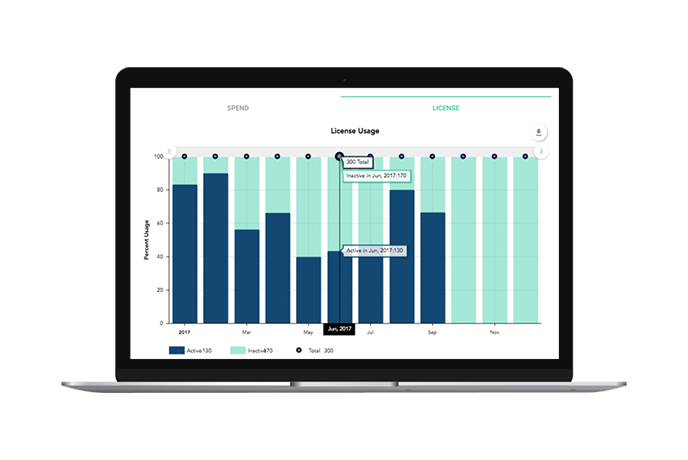 SPEND
LICENSE
License Usage
100
300 Total
Inactive in Jun, 2017:170
80
60
Percent Usage
Active in Jun, 2017:130
40
20
0
2017
Mar
May
Jun, 2017
Jul
Sep
Nov
Active 130
Inactive 170
Total 300